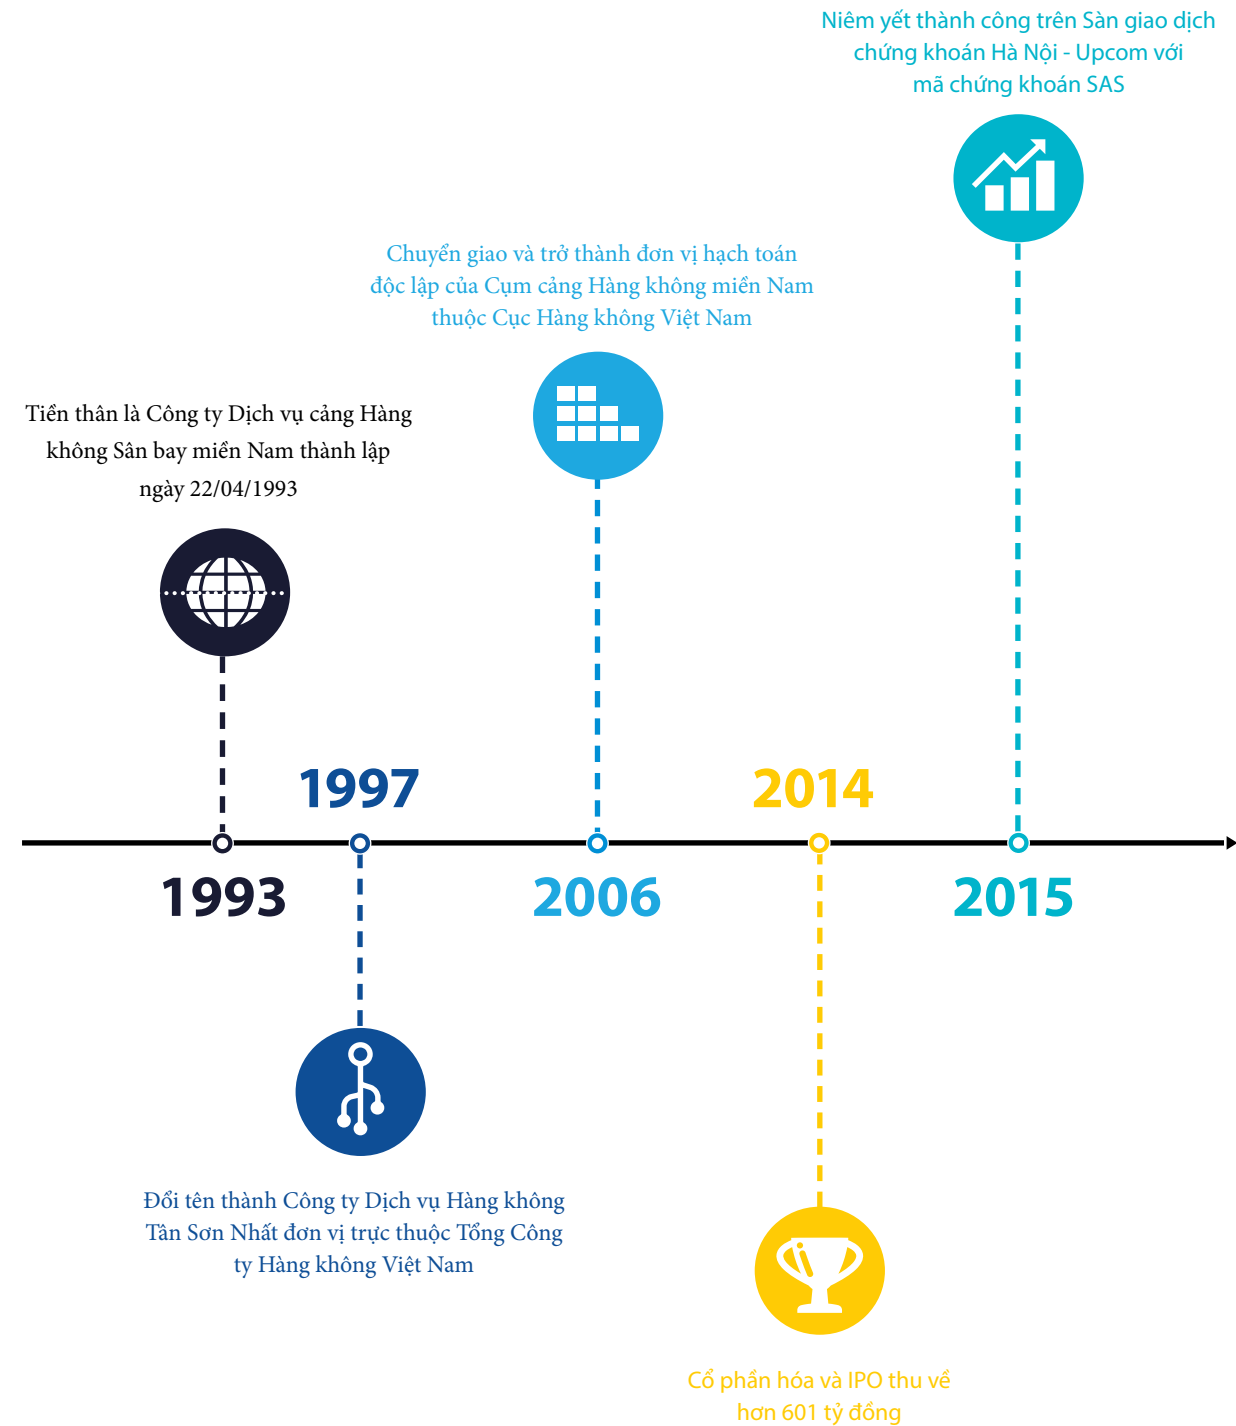 Niêm yết thành công trên Sàn giao dịch
chứng khoán Hà Nội - Upcom với
mã chứng khoán SAS
Chuyển giao và trở thành đơn vị hạch toán
độc lập của Cụm cảng Hàng không miền Nam
thuộc Cục Hàng không Việt Nam
Tiền thân là Công ty Dịch vụ cảng Hàng
không Sân bay miền Nam thành lập
ngày 22/04/1993
1997
2014
1993
2006
2015
Đổi tên thành Công ty Dịch vụ Hàng không
Tân Sơn Nhất đơn vị trực thuộc Tổng Công
ty Hàng không Việt Nam
Cổ phần hóa và IPO thu về
hơn 601 tỷ đồng